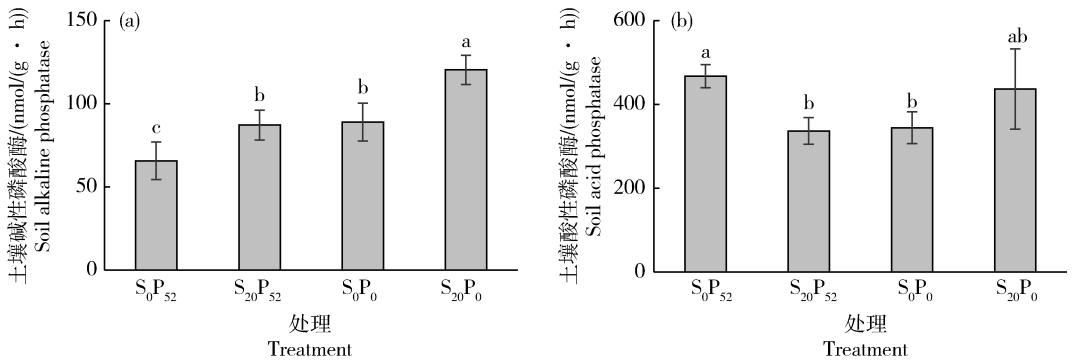 (a)
土壤碱性磷酸酶/(nmol/(g · h))
Soil alkaline phosphatase
150
100
50
0
c
b
b
a
S₀P₅₂
S₂₀P₅₂
S₀P₀
S₂₀P₀
处理
Treatment
(b)
土壤酸性磷酸酶/(nmol/(g · h))
Soil acid phosphatase
600
400
200
0
a
b
b
ab
S₀P₅₂
S₂₀P₅₂
S₀P₀
S₂₀P₀
处理
Treatment